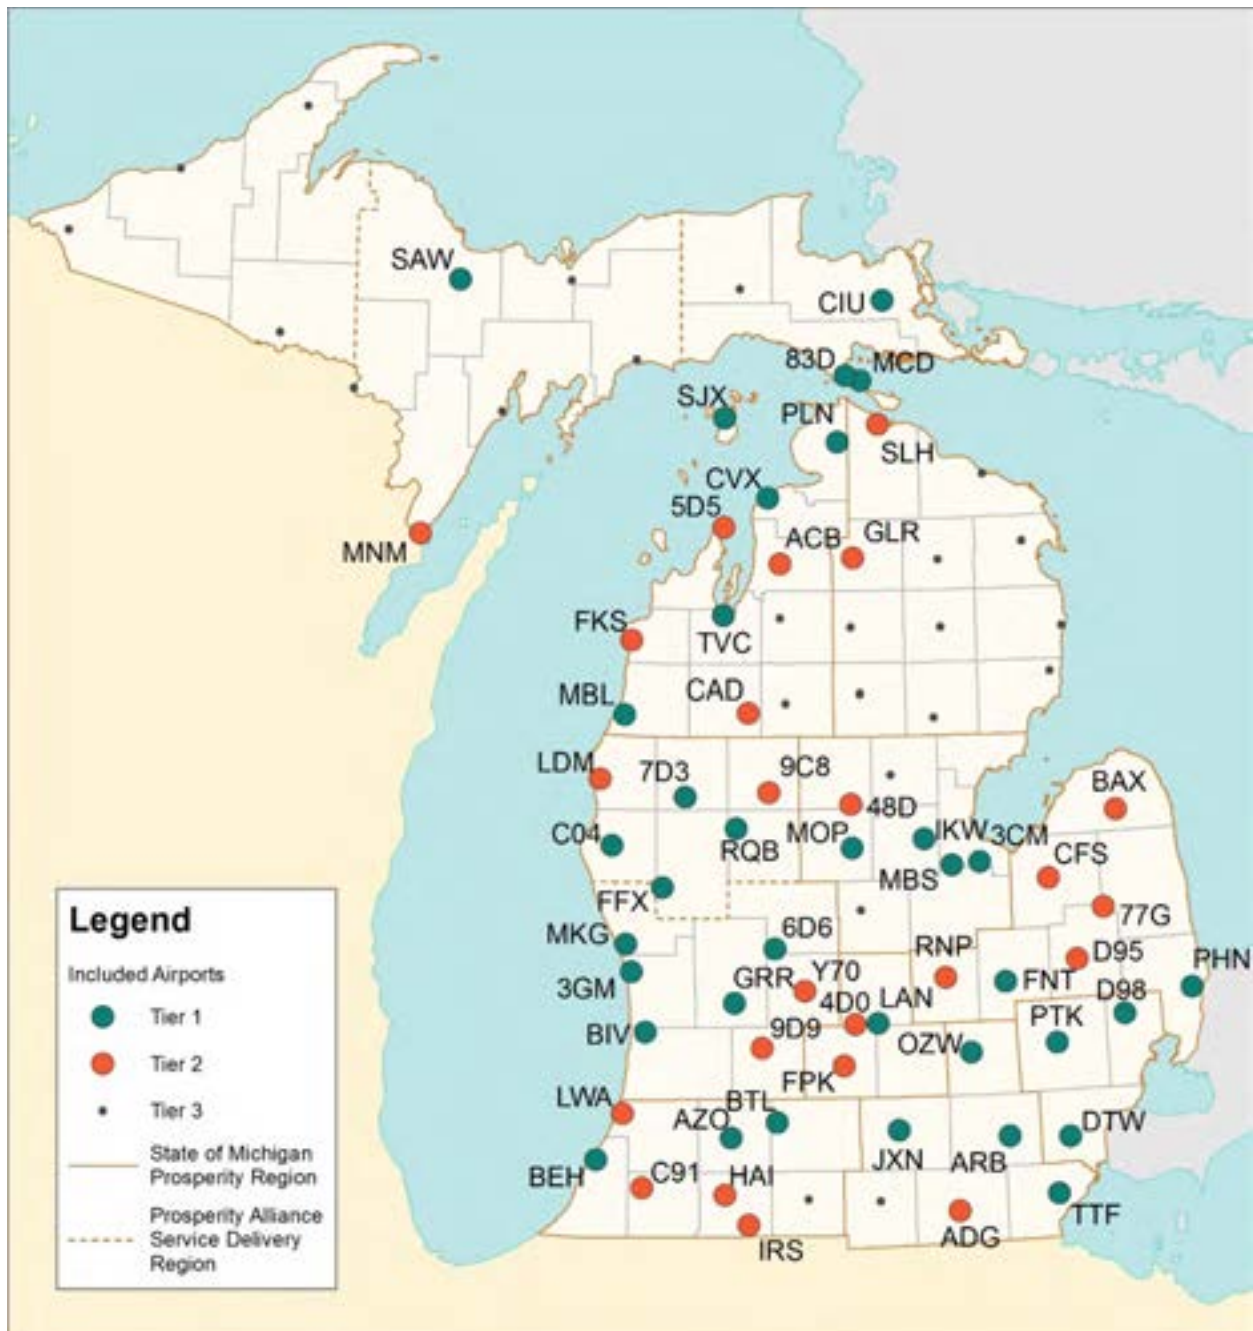 SAW
CIU
83D
MCD
SJX
PLN
SLH
CVX
5D5
MNM
ACB
GLR
FKS
TVC
MBL
CAD
LDM
7D3
9C8
BAX
48D
C04
RQB
MOP
IKW
3CM
CFS
MBS
FFX
77G
MKG
6D6
RNP
D95
PHN
3GM
GRR
Y70
FNT
D98
4D0
LAN
PTK
BIV
9D9
OZW
FPK
LWA
AZO
BTL
DTW
BEH
C91
HAI
JXN
ARB
TTF
IRS
ADG
Legend
Included Airports
Tier 1
Tier 2
Tier 3
State of Michigan
Prosperity Region
Prosperity Alliance
Service Delivery
Region